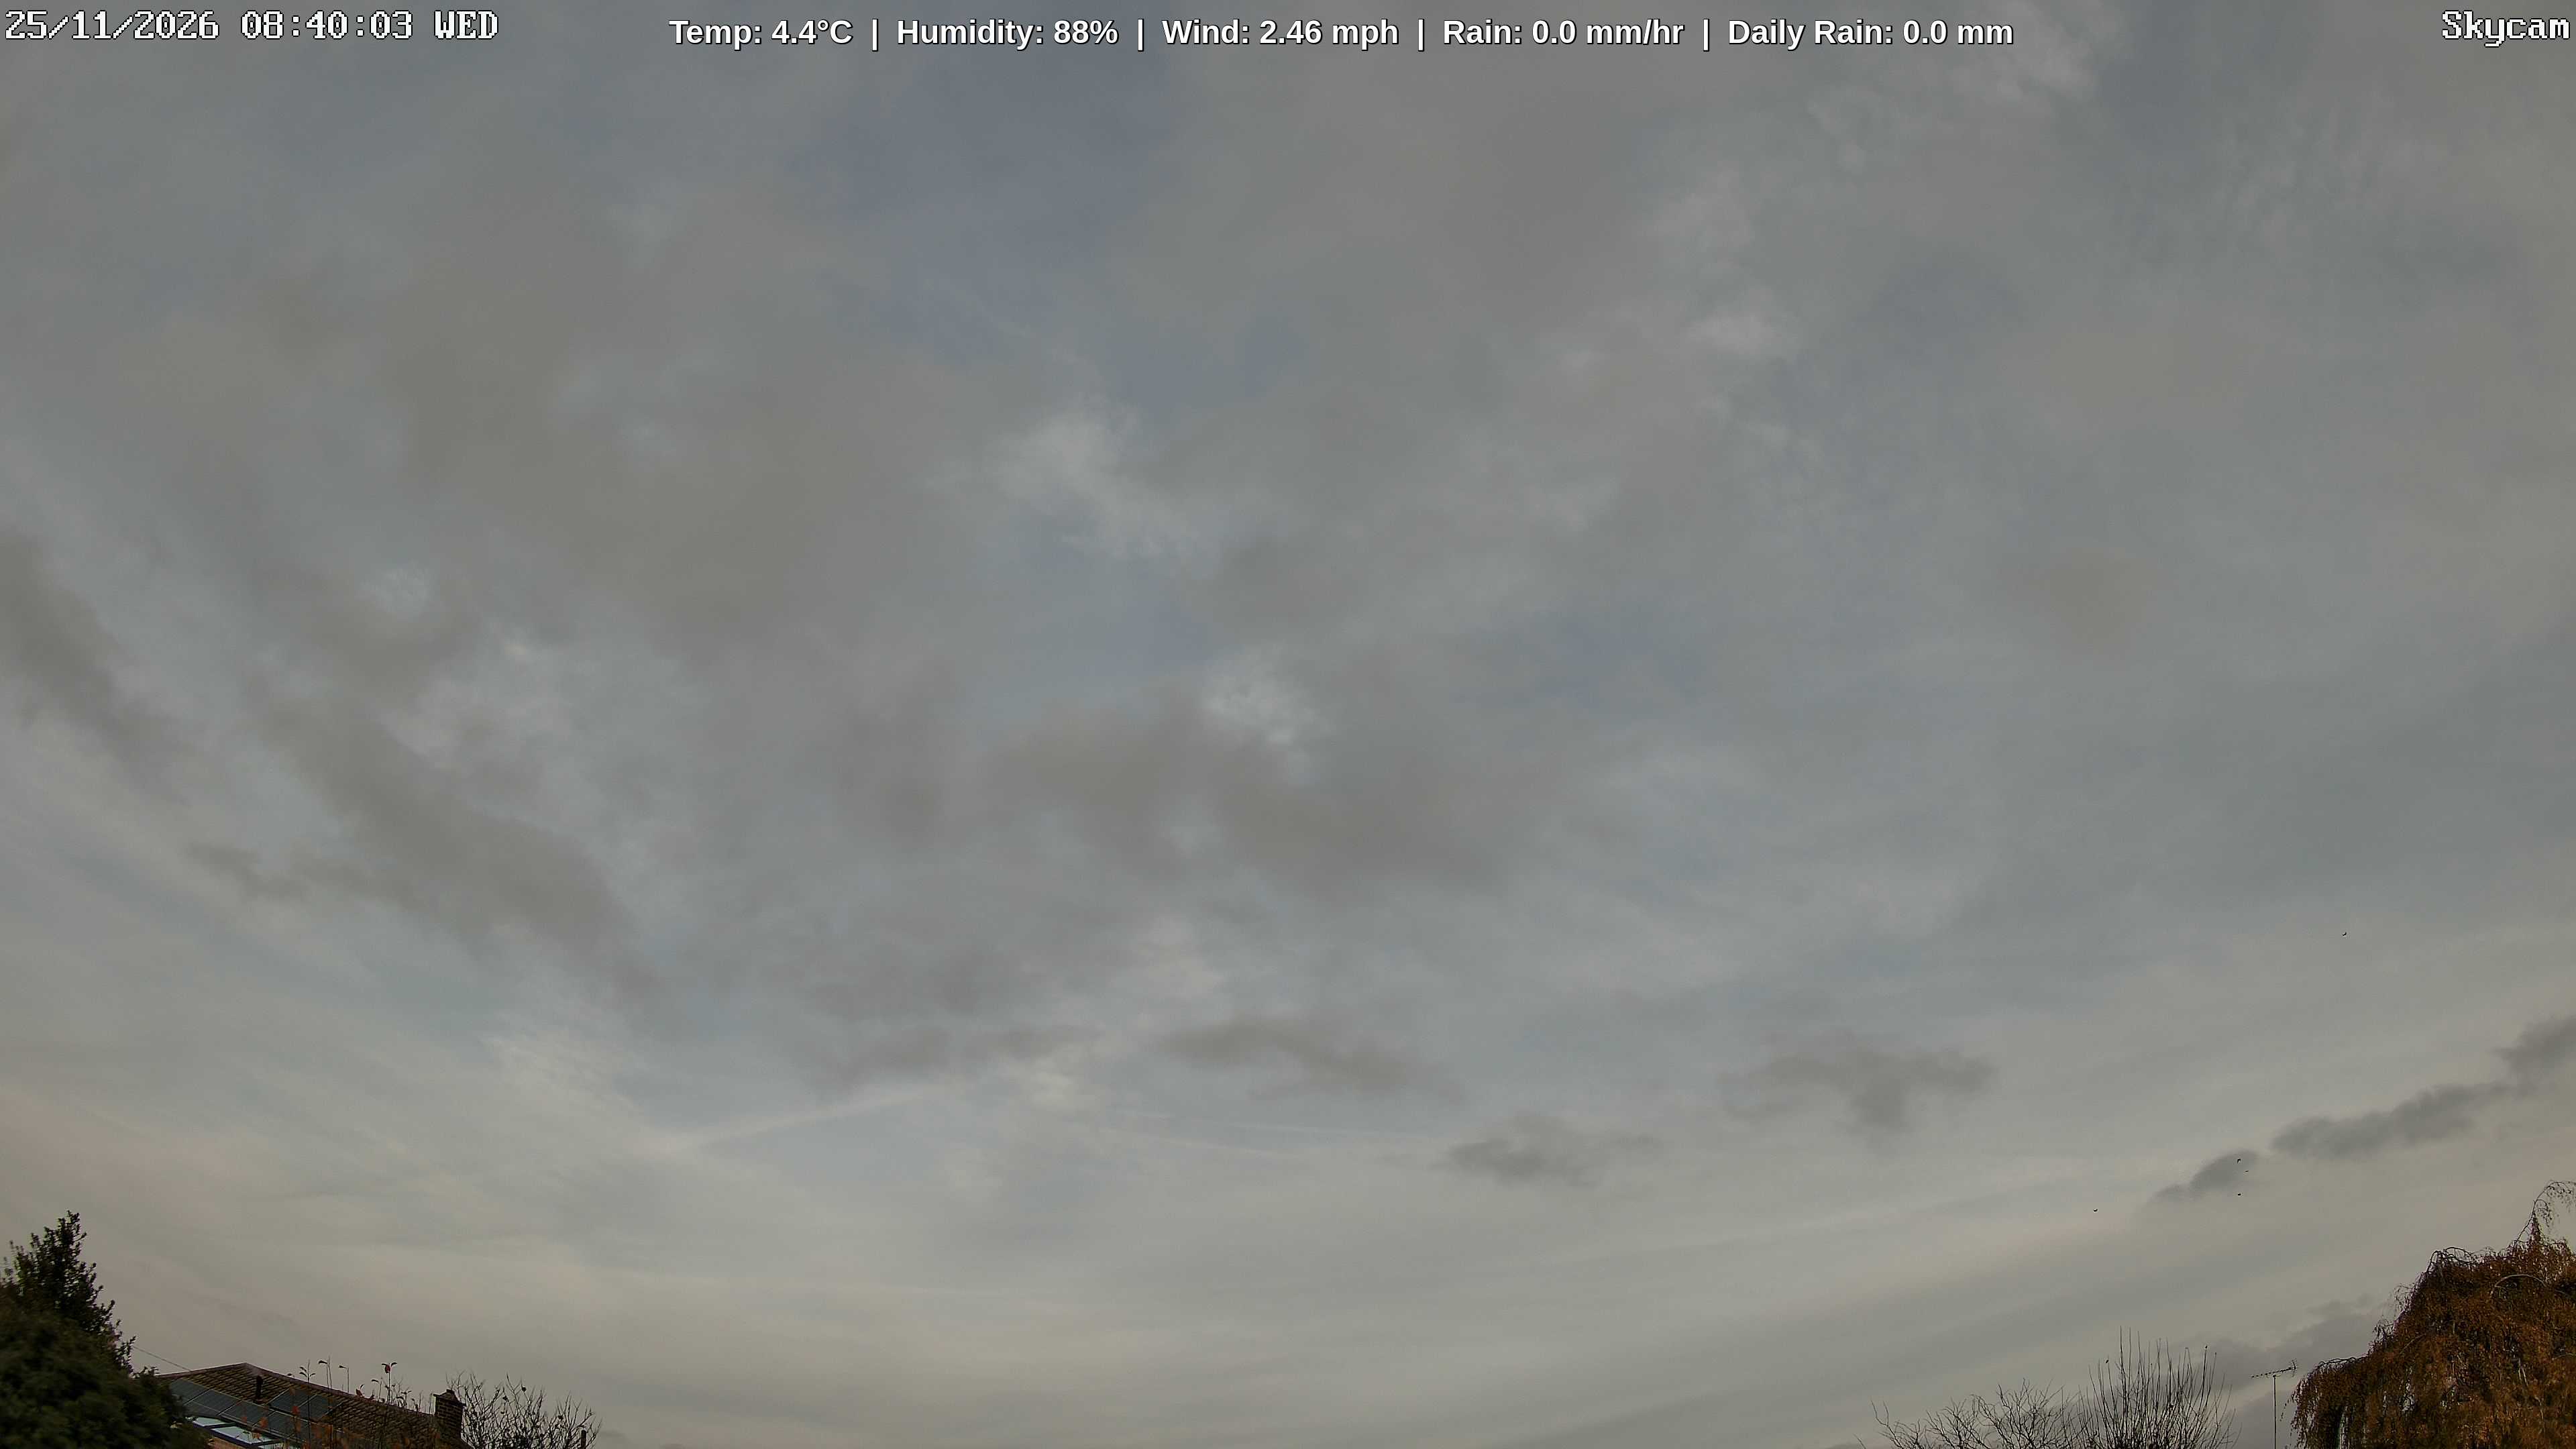 25/11/2026 08:40:03 WED
Temp: 4.4°C | Humidity: 88% | Wind: 2.46 mph | Rain: 0.0 mm/hr | Daily Rain: 0.0 mm
Skycam